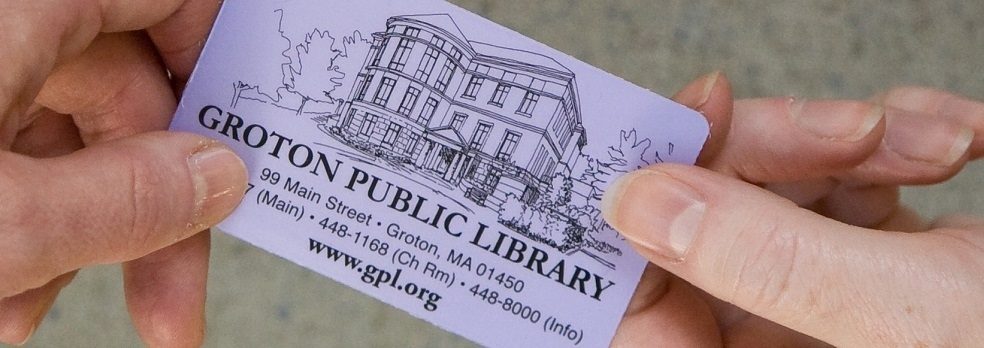 GROTON PUBLIC LIBRARY
99 Main Street • Groton, MA 01450
7 (Main) • 448-1168 (Ch Rm) • 448-8000 (Info)
www.gpl.org